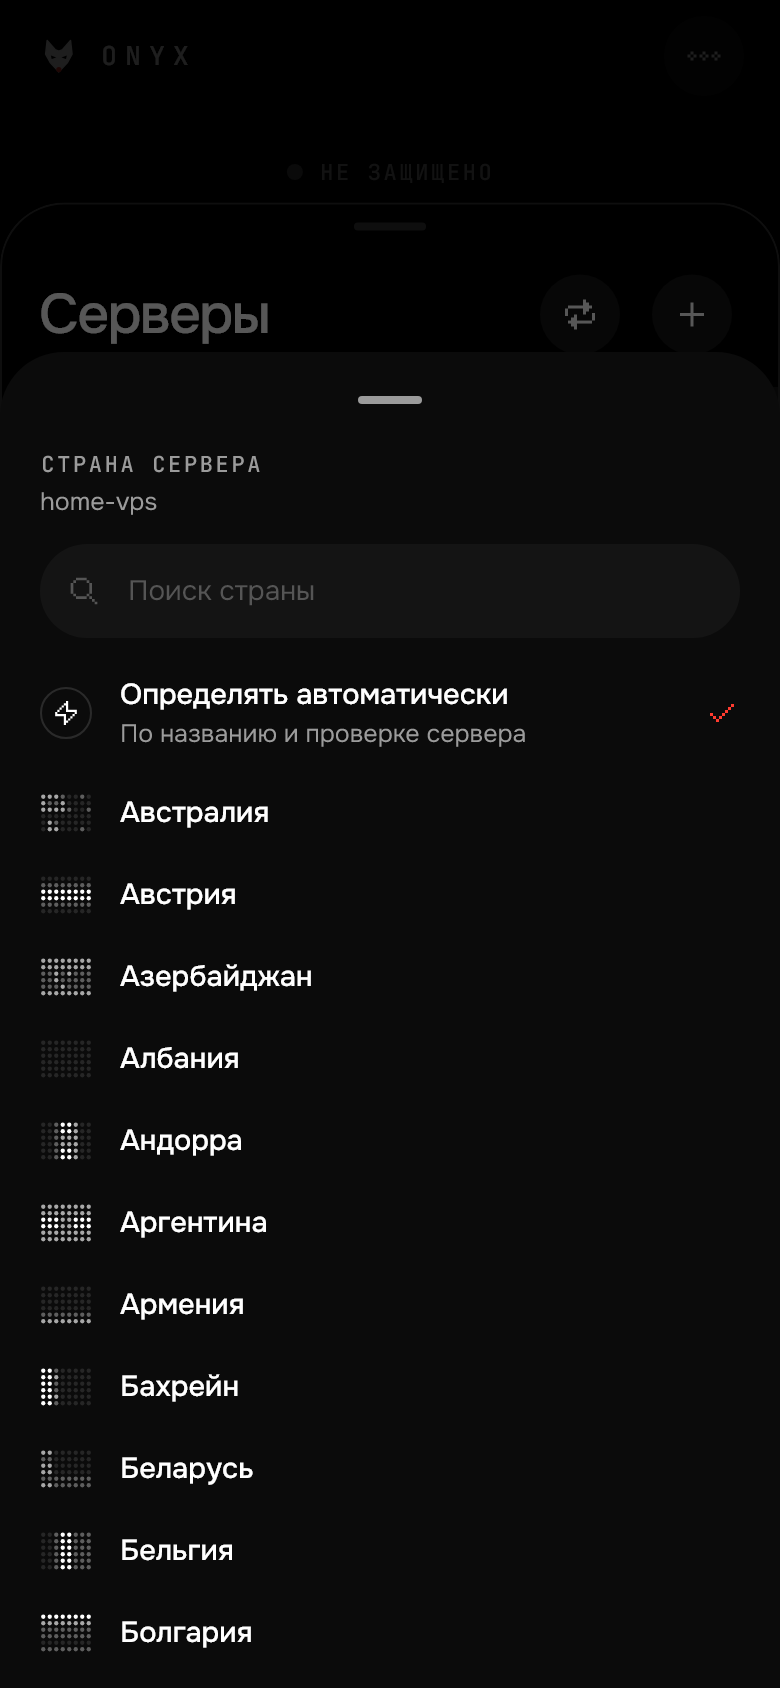 ONYX
НЕ ЗАЩИЩЕНО
Серверы
СТРАНА СЕРВЕРА
home-vps
Поиск страны
Определять автоматически
По названию и проверке сервера
Австралия
Австрия
Азербайджан
Албания
Андорра
Аргентина
Армения
Бахрейн
Беларусь
Бельгия
Болгария